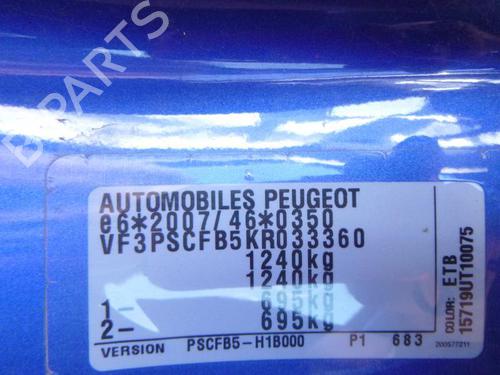 B PARTS
AUTOMOBILES PEUGEOT
e6*2007/46*0350
VF3PSCFB5KR033360
1240kg
1240kg
1- 695kg
2- 695kg
VERSION PSCFB5-H1B000 P1 683
COLOR: ETB
15719UT10075
200577211